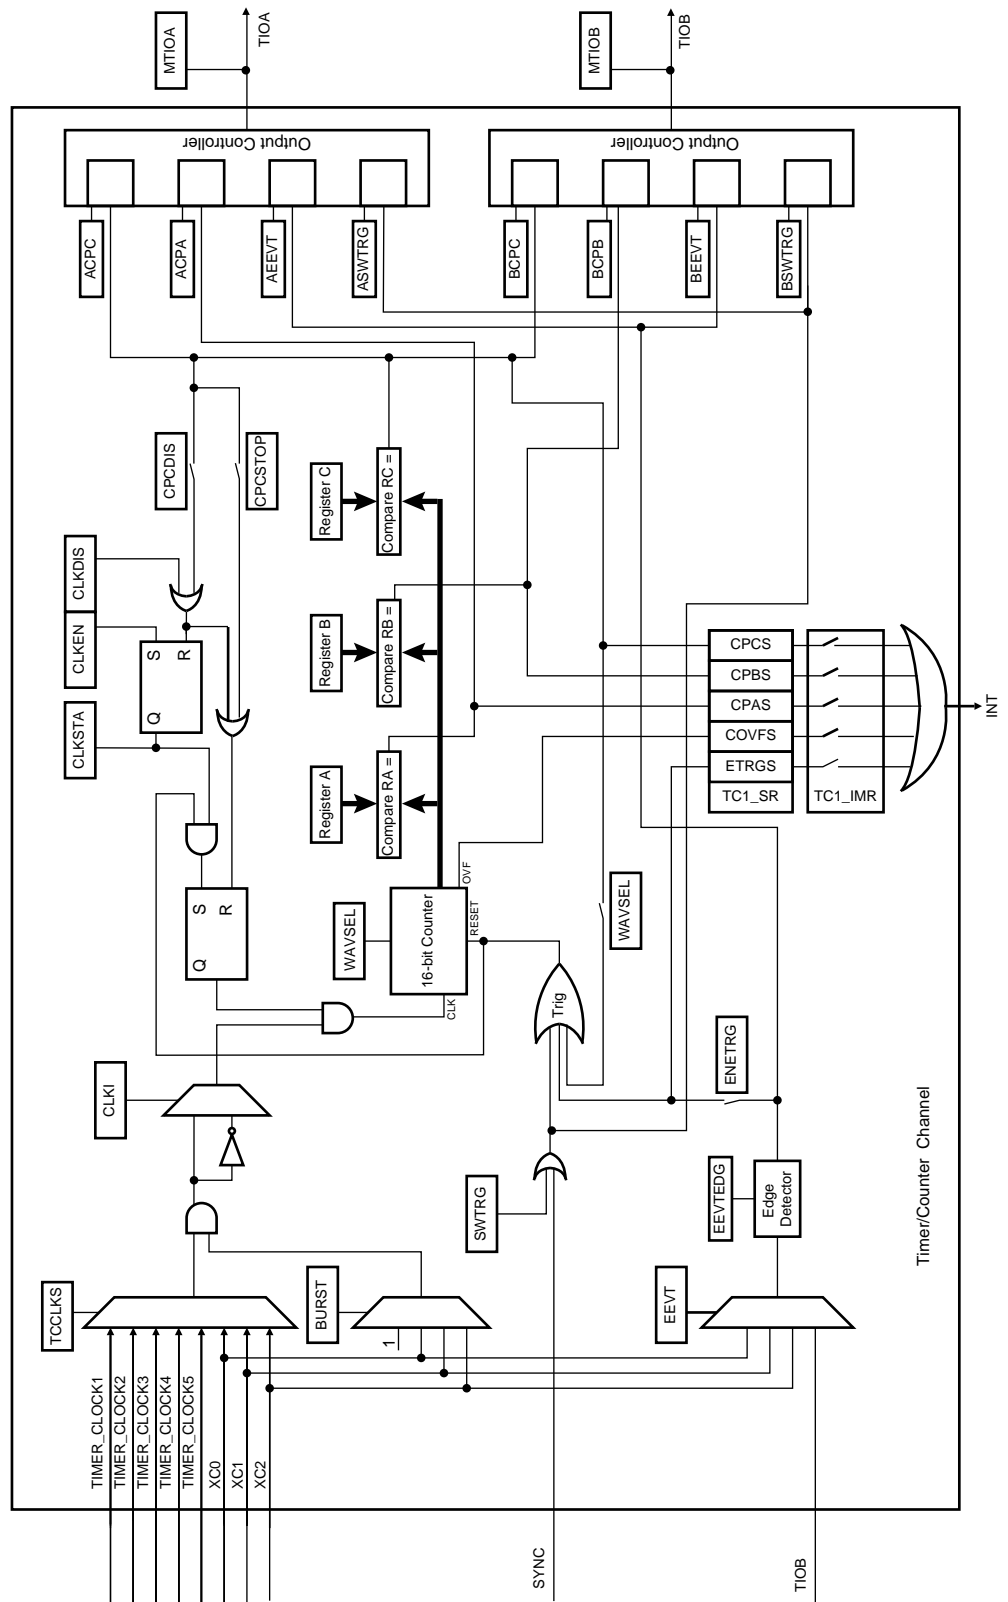 MTIOA
TIOA
MTIOB
TIOB
Output Controller
Output Controller
ACPC
ACPA
AEEVT
ASWTRG
BCPC
BCPB
BEEVT
BSWTRG
CPCDIS
CPCSTOP
CLKDIS
CLKEN
CLKSTA
S
R
Q
S
R
Q
Register C
Compare RC =
Register B
Compare RB =
Register A
Compare RA =
WAVSEL
16-bit Counter
OVF
RESET
CLK
CPCS
CPBS
CPAS
COVFS
ETRGS
TC1_SR
TC1_IMR
INT
WAVSEL
Trig
ENETRG
CLKI
SWTRG
EEVTEDG
Edge
Detector
Timer/Counter Channel
TCCLKS
BURST
1
EEVT
TIMER_CLOCK1
TIMER_CLOCK2
TIMER_CLOCK3
TIMER_CLOCK4
TIMER_CLOCK5
XC0
XC1
XC2
SYNC
TIOB